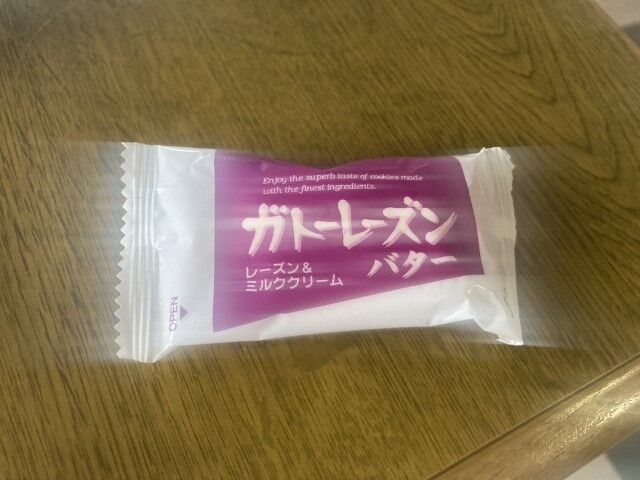 Enjoy the superb taste of cookies made
with the finest ingredients.
ガトーレーズン
バター
レーズン&
ミルククリーム
OPEN